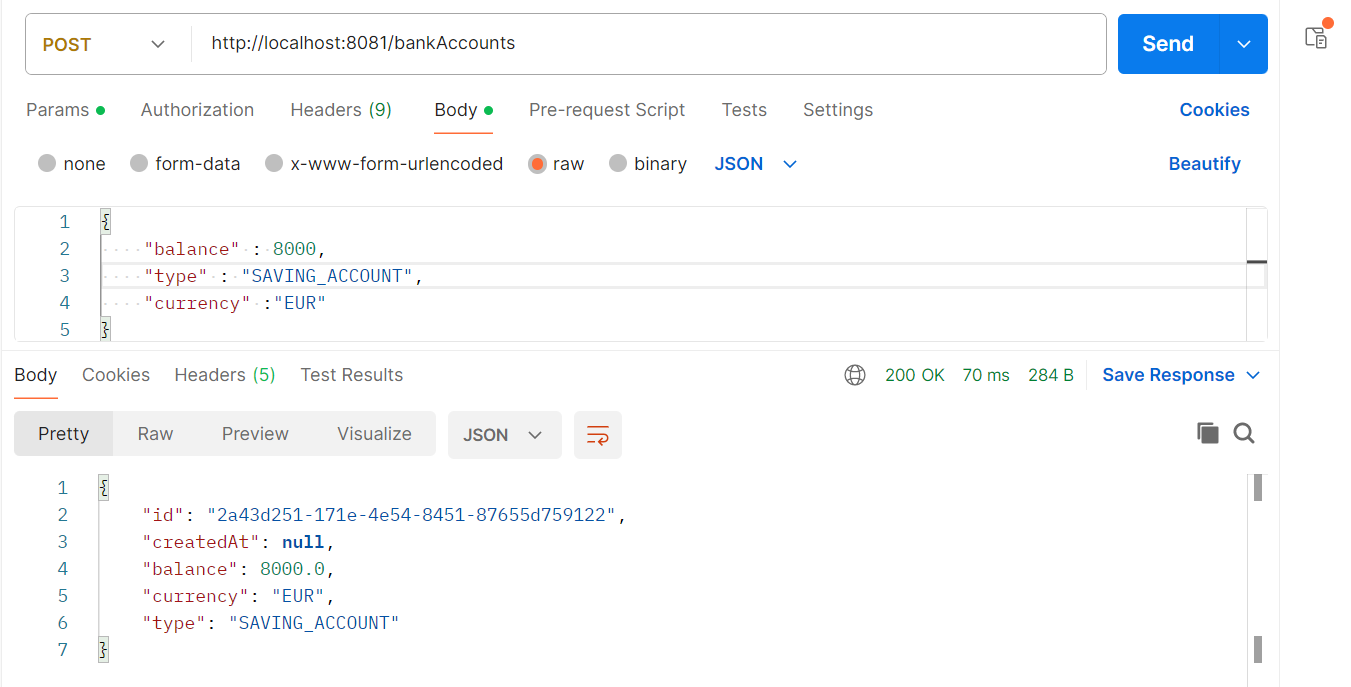 POST http://localhost:8081/bankAccounts Send
Params Authorization Headers (9) Body Pre-request Script Tests Settings Cookies
none form-data x-www-form-urlencoded raw binary JSON Beautify
1 {
2 "balance" : 8000,
3 "type" : "SAVING_ACCOUNT",
4 "currency" :"EUR"
5 }
Body Cookies Headers (5) Test Results 200 OK 70 ms 284 B Save Response
Pretty Raw Preview Visualize JSON
1 {
2 "id": "2a43d251-171e-4e54-8451-87655d759122",
3 "createdAt": null,
4 "balance": 8000.0,
5 "currency": "EUR",
6 "type": "SAVING_ACCOUNT"
7 }